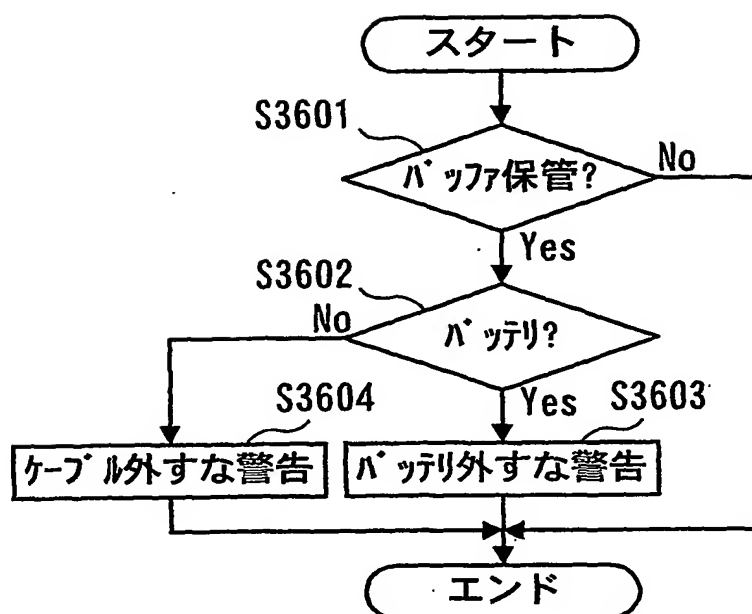 スタート
S3601
バッファ保管?
No
Yes
S3602
No
バッテリ?
S3604
Yes
S3603
ケーブル外すな警告
バッテリ外すな警告
エンド